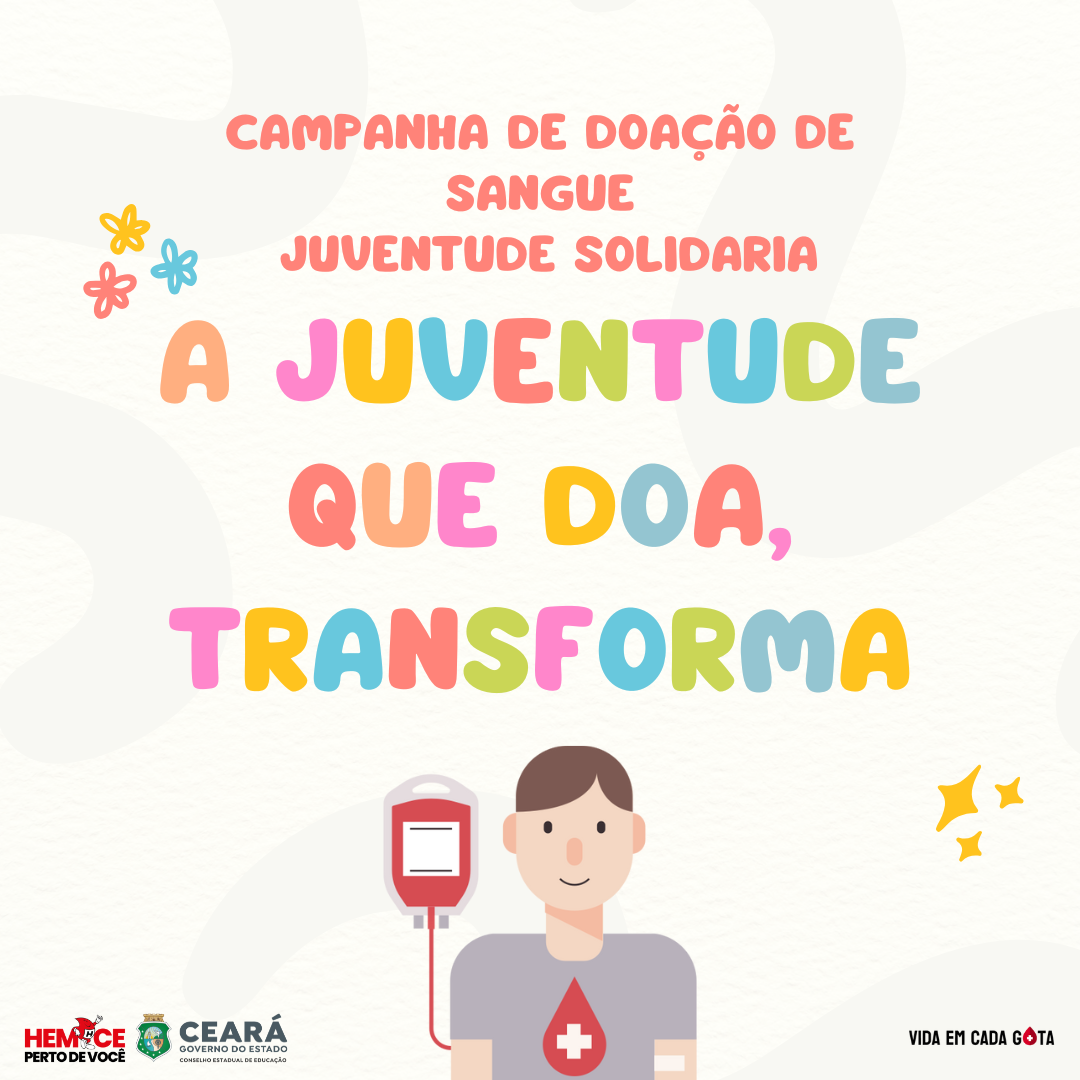 CAMPANHA DE DOAÇÃO DE
SANGUE
JUVENTUDE SOLIDARIA
A JUVENTUDE
QUE DOA,
TRANSFORMA
HEMOCE
PERTO DE VOCÊ
CEARÁ
GOVERNO DO ESTADO
CONSELHO ESTADUAL DE EDUCAÇÃO
VIDA EM CADA GOTA